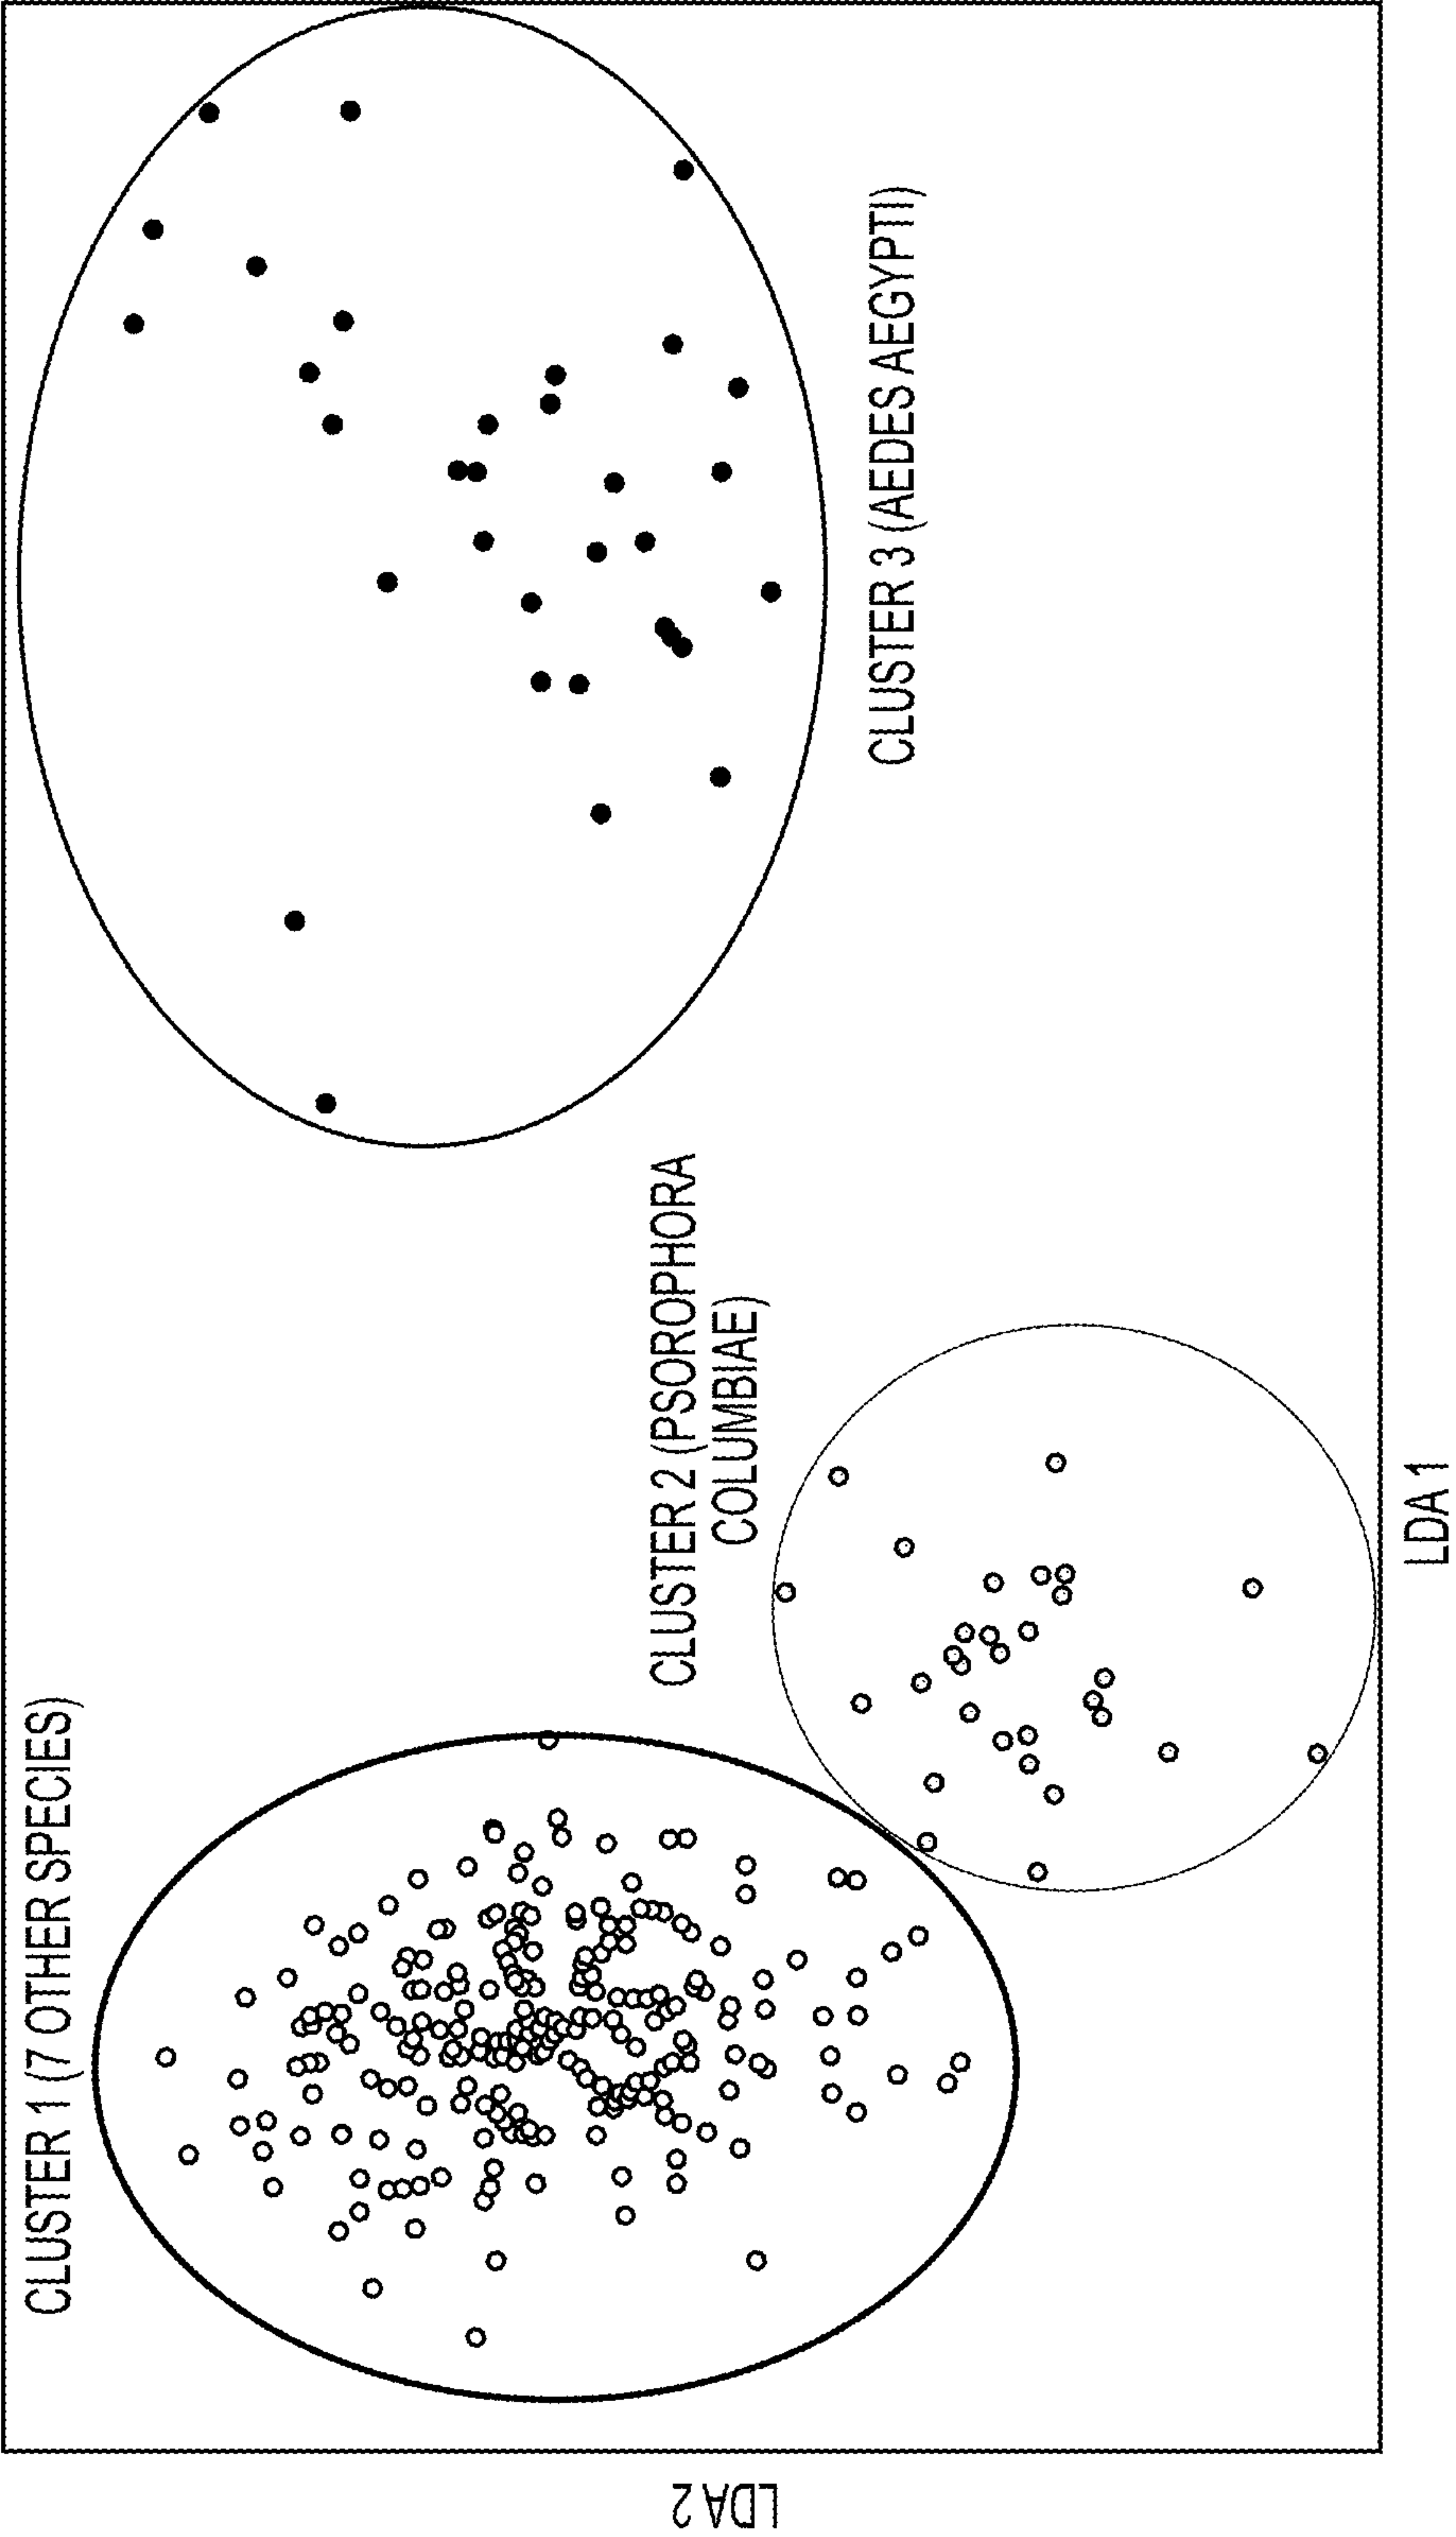 CLUSTER 1 (7 OTHER SPECIES)
CLUSTER 2 (PSOROPHORA
COLUMBIAE)
CLUSTER 3 (AEDES AEGYPTI)
LDA 1
LDA 2